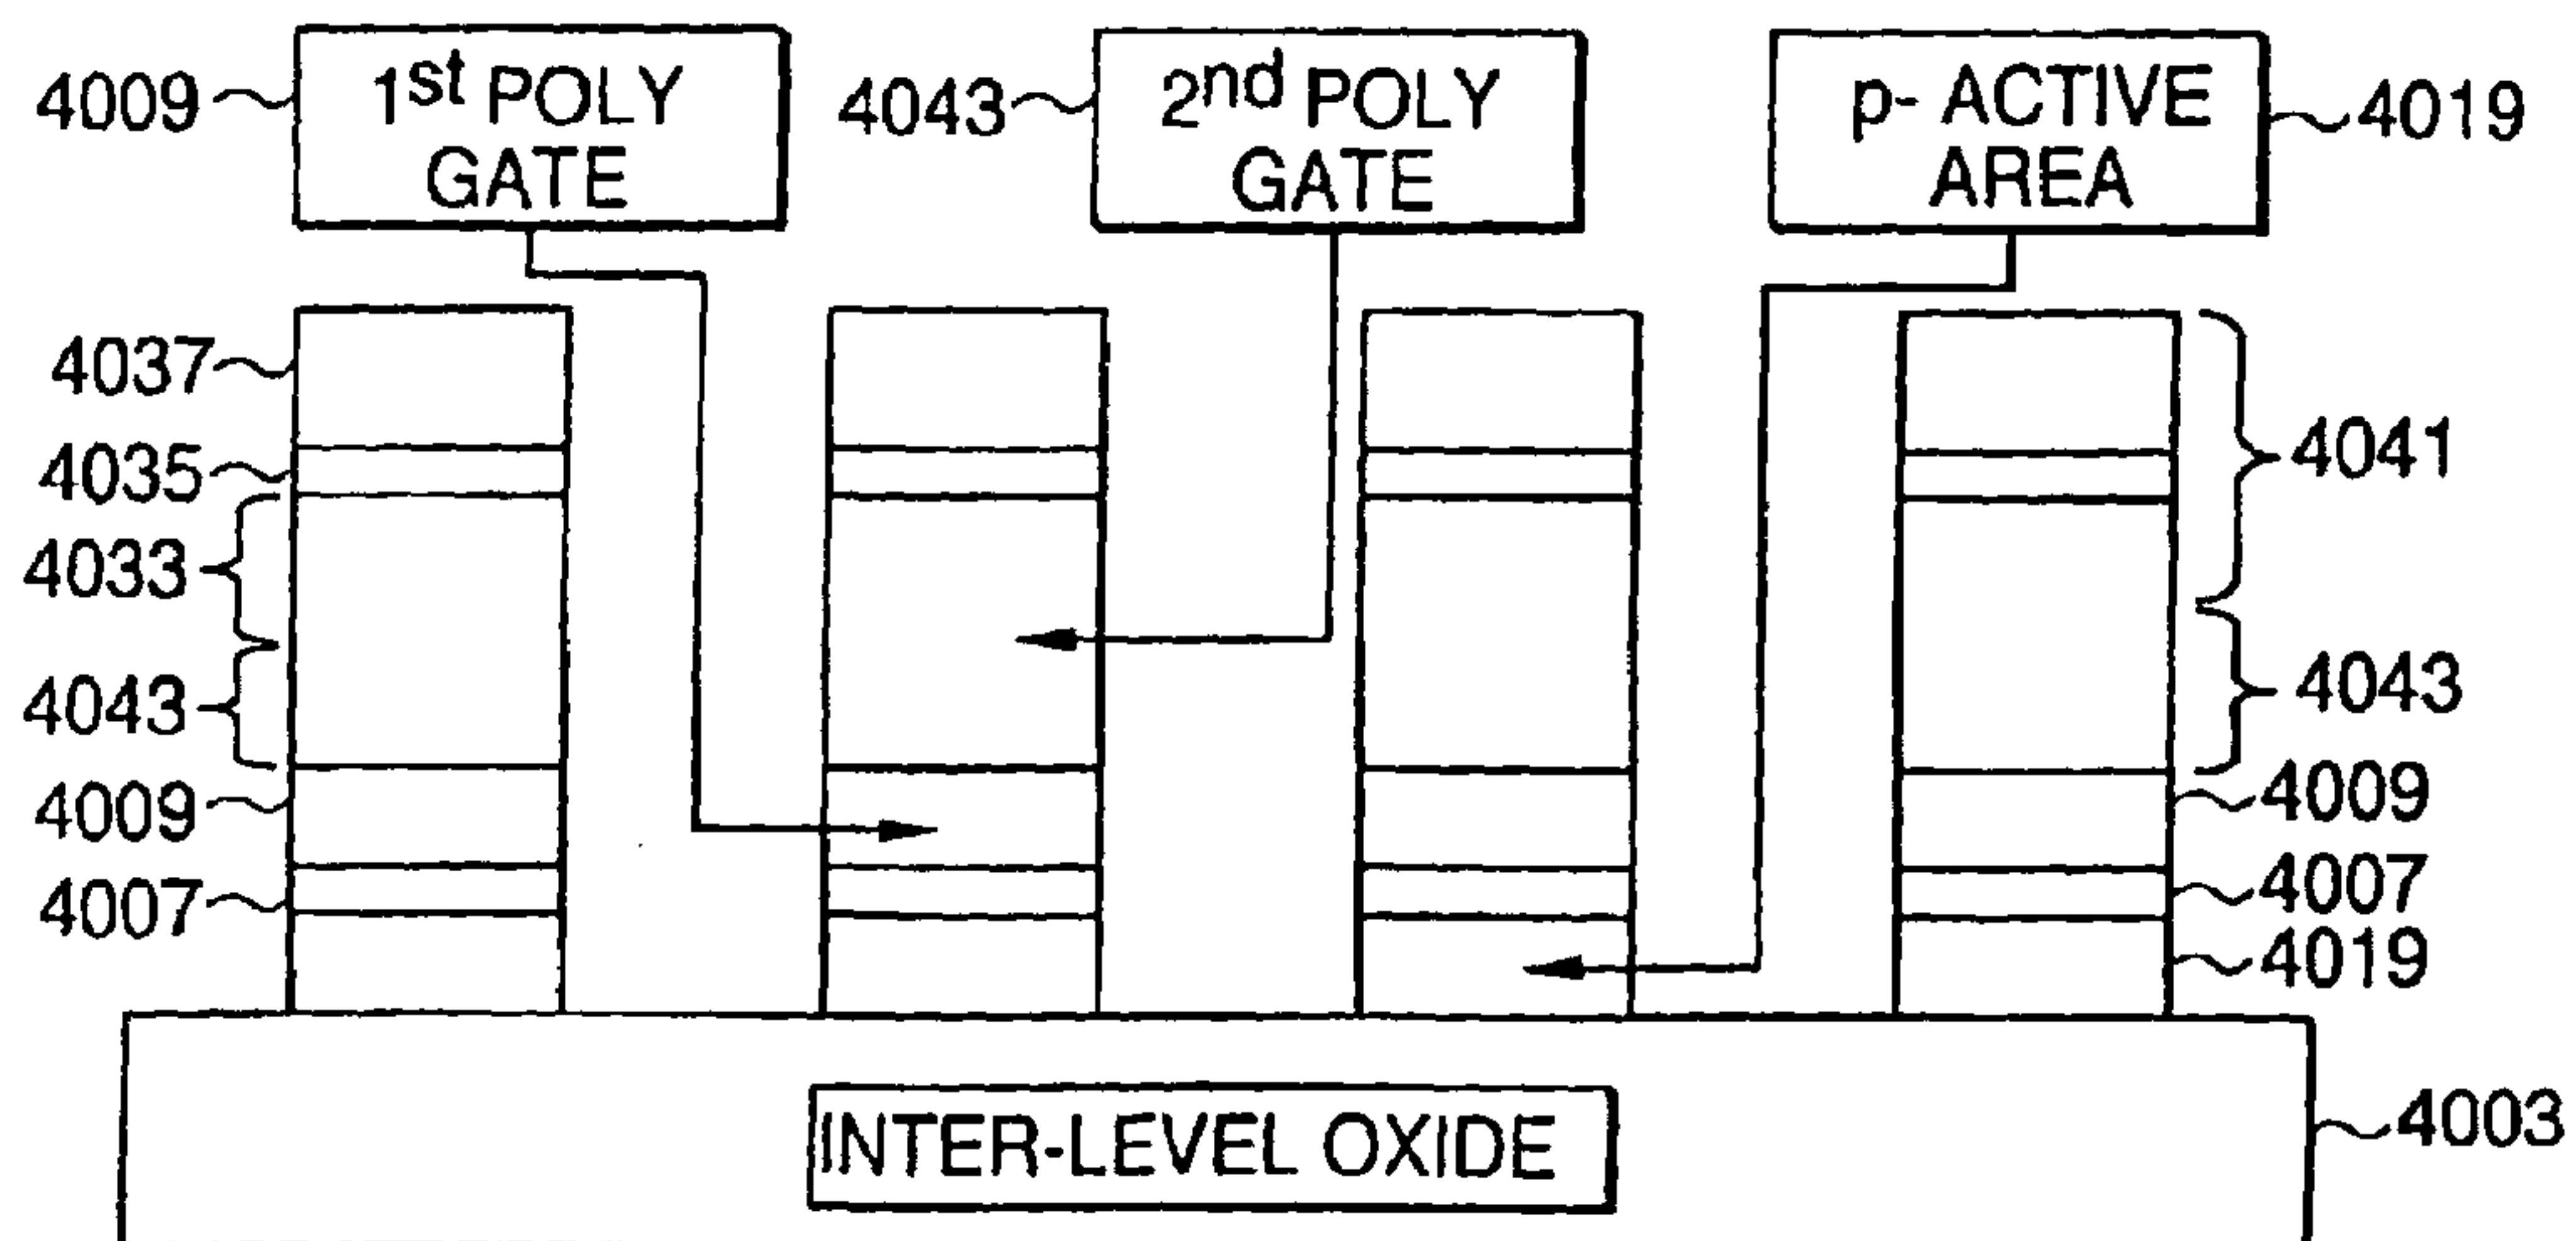 4009
1st POLY
GATE
4043
2nd POLY
GATE
p- ACTIVE
AREA
4019
4037
4035
4033
4043
4009
4007
4041
4043
4009
4007
4019
INTER-LEVEL OXIDE
4003